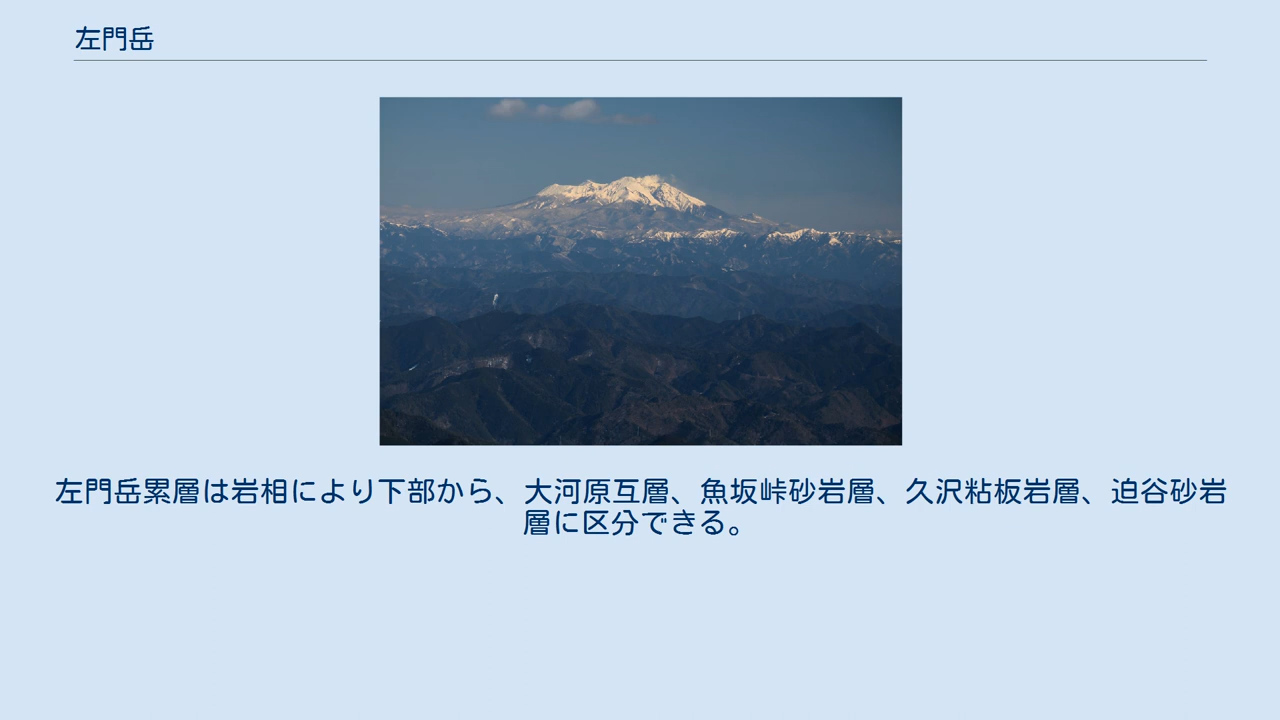 左門岳
左門岳累層は岩相により下部から、大河原互層、魚坂峠砂岩層、久沢粘板岩層、迫谷砂岩
層に区分できる。